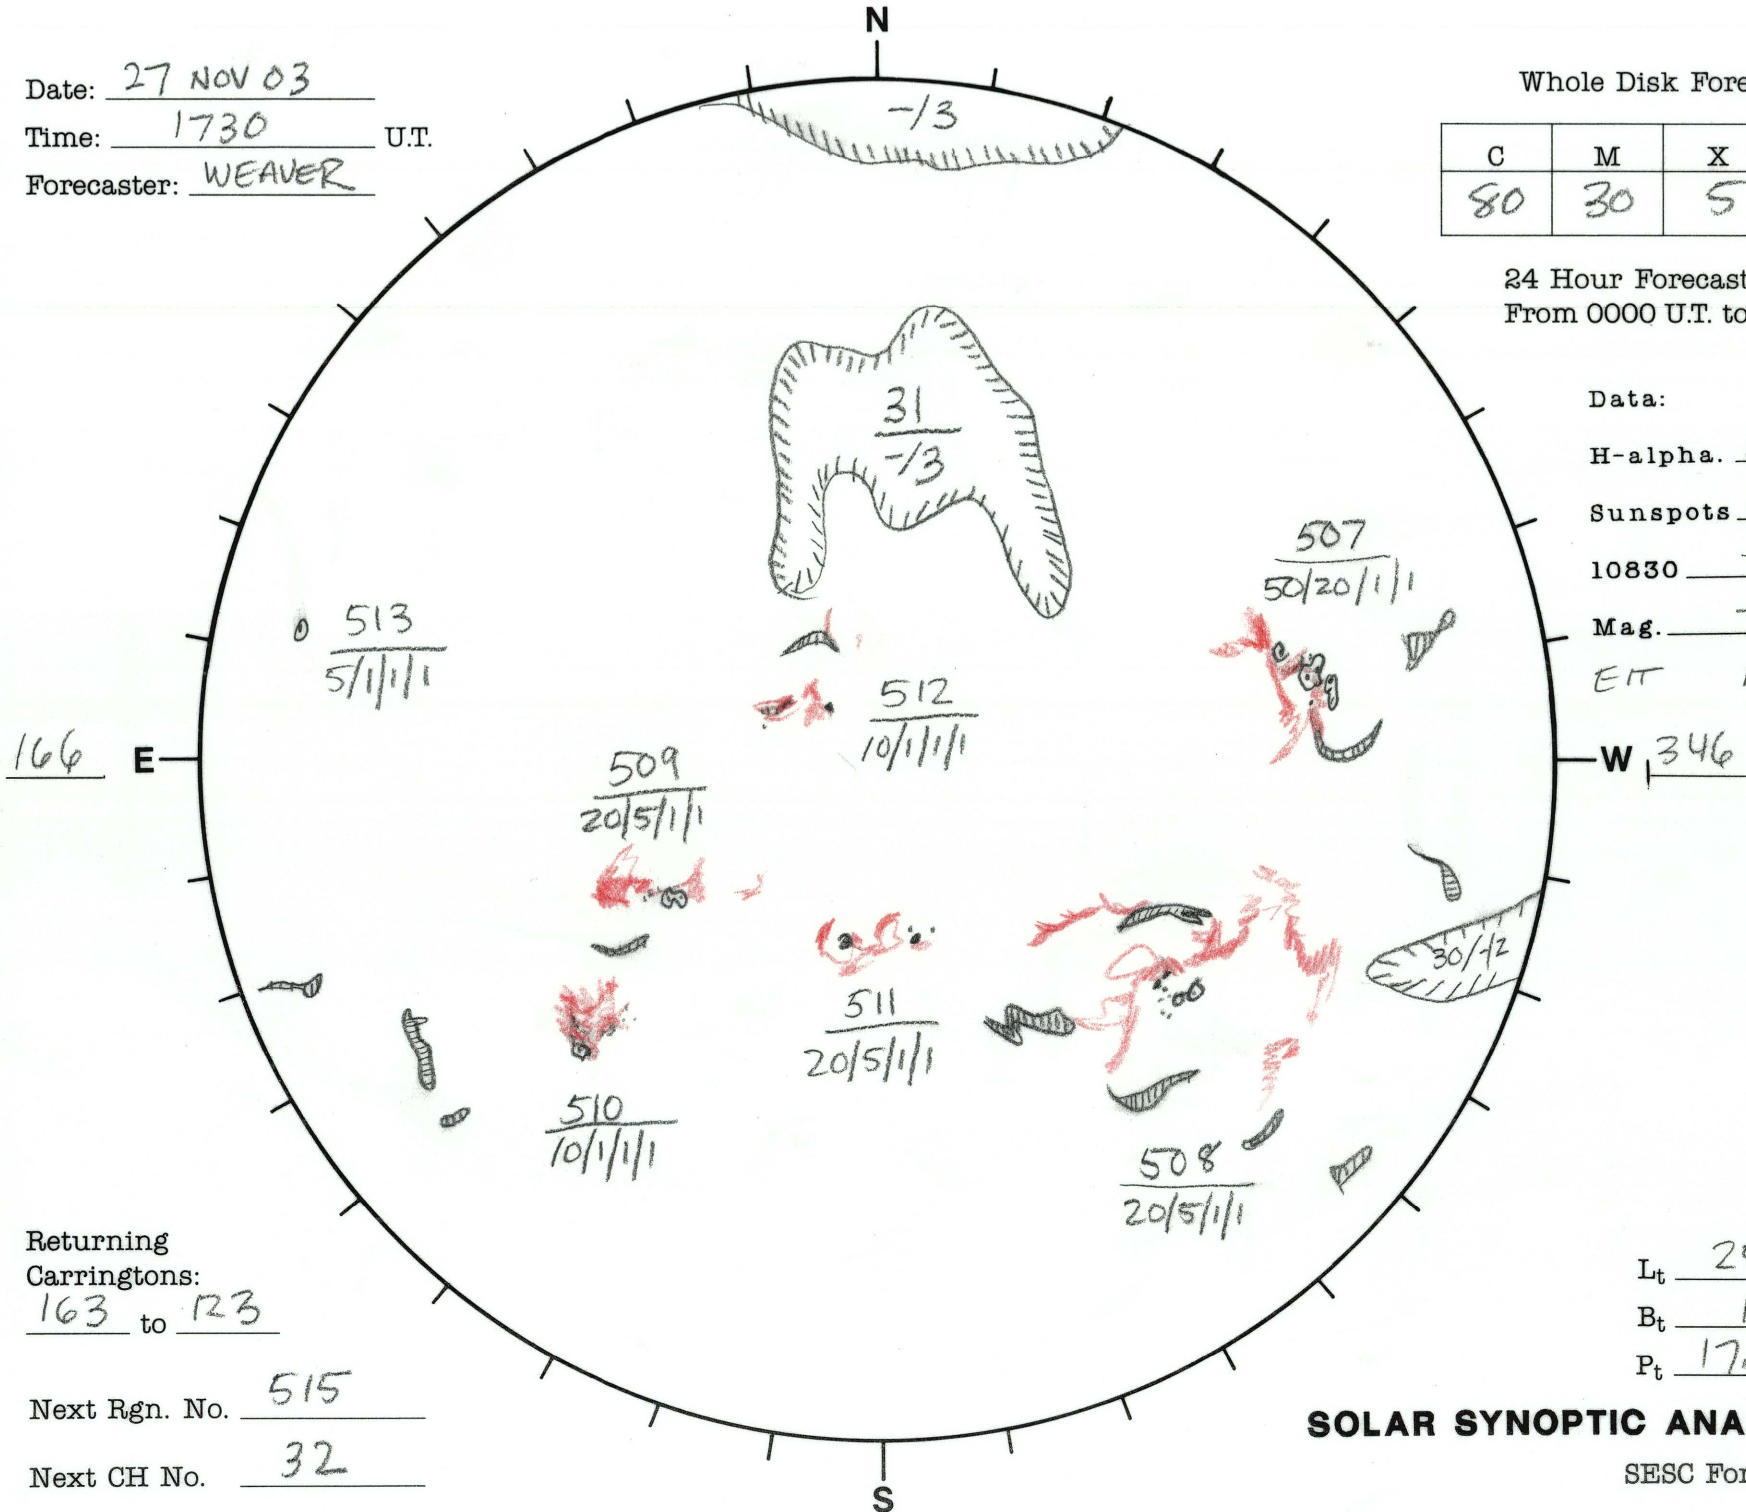 N
Date: 27 NOV 03
Time: 1730 U.T.
Forecaster: WEAVER
Whole Disk Fore
C M X
80 30 5
24 Hour Forecast
From 0000 U.T. to
Data:
H-alpha.
Sunspots
10830
Mag.
EIT
-/3
31
-/3
507
50/20/1/1
513
5/1/1/1
512
10/1/1/1
166 E
W 346
509
20/5/1/1
30/-/2
511
20/5/1/1
510
10/1/1/1
508
20/5/1/1
Returning
Carringtons:
163 to 123
Next Rgn. No. 515
Next CH No. 32
Lt
Bt
Pt 17
SOLAR SYNOPTIC ANA
SESC For
S